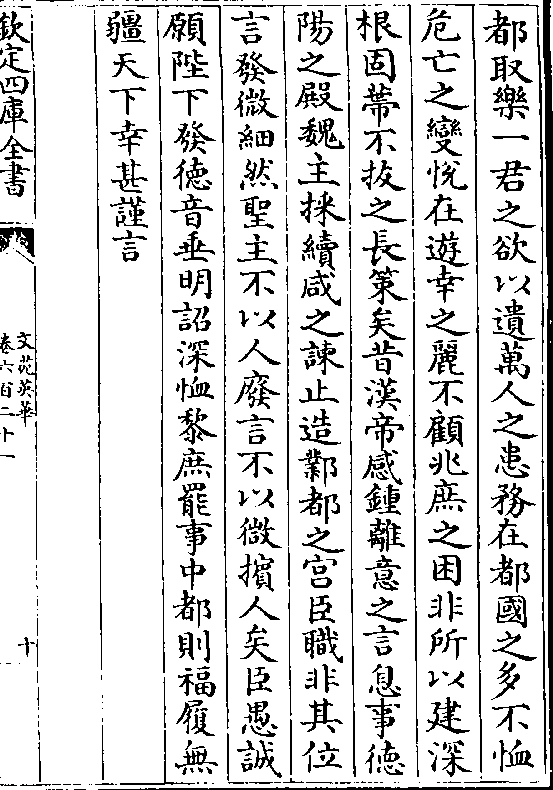 都取樂一君之欲以遺萬人之患務在都國之多不恤
危亡之變悅在遊幸之麗不顧兆庶之困非所以建深
根固蔕不拔之長策矣昔漢帝感鍾離意之言息事徳
陽之殿魏主採續咸之諫止造鄴都之宫臣職非其位
言發微細然聖主不以人廢言不以微擯人矣臣愚誠
願陛下發徳音垂明詔深恤黎庶罷事中都則福履無
疆天下幸甚謹言
欽定四庫全書
文苑英華
卷六百二十一
十